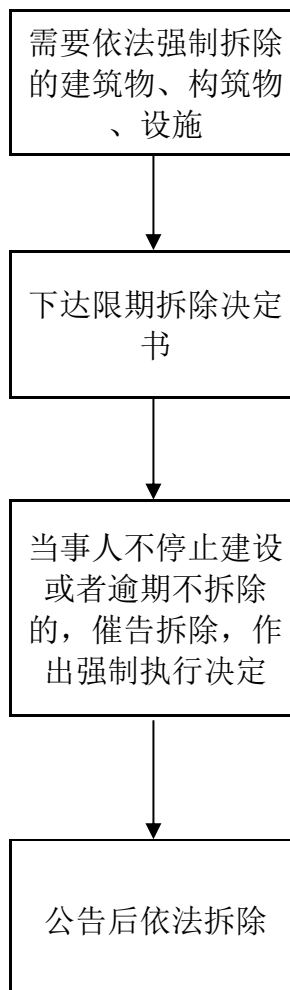 需要依法强制拆除
的建筑物、构筑物
、设施
下达限期拆除决定
书
当事人不停止建设
或者逾期不拆除
的，催告拆除，作
出强制执行决定
公告后依法拆除